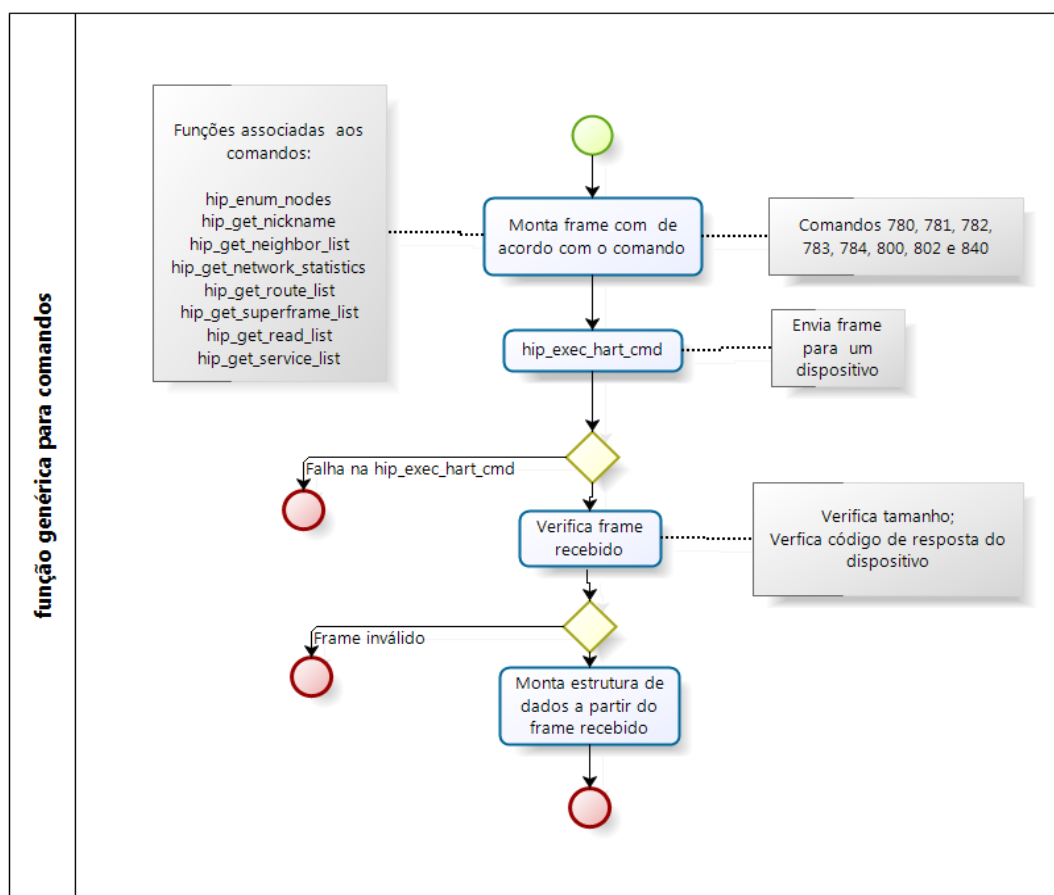 função genérica para comandos
Funções associadas aos
comandos:
hip_enum_nodes
hip_get_nickname
hip_get_neighbor_list
hip_get_network_statistics
hip_get_route_list
hip_get_superframe_list
hip_get_read_list
hip_get_service_list
Monta frame com de
acordo com o comando
Comandos 780, 781, 782,
783, 784, 800, 802 e 840
hip_exec_hart_cmd
Envia frame
para um
dispositivo
Falha na hip_exec_hart_cmd
Verifica frame
recebido
Verifica tamanho;
Verfica código de resposta do
dispositivo
Frame inválido
Monta estrutura de
dados a partir do
frame recebido